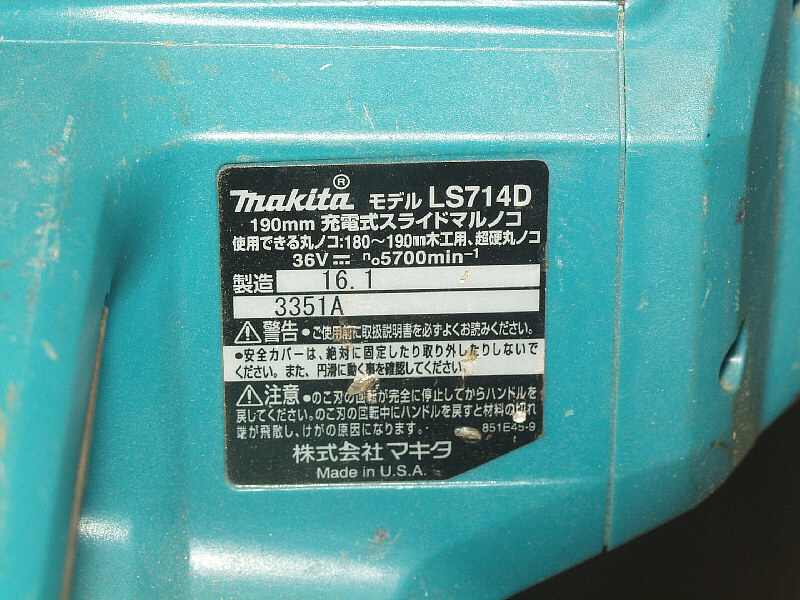 makita® モデル LS714D
190mm 充電式スライドマルノコ
使用できる丸ノコ:180～190mm木工用、超硬丸ノコ
36V⎓ n₀5700min⁻¹
製造 16.1
3351A
⚠警告 ●ご使用前に取扱説明書を必ずよくお読みください。
●安全カバーは、絶対に固定したり取り外したりしないで
ください。また、円滑に動く事を確認してください。
⚠注意 ●のこ刃の回転が完全に停止してからハンドルを
戻してください。のこ刃の回転中にハンドルを戻すと材料の切れ
端が飛散し、けがの原因になります。 851E45-9
株式会社 マキタ
Made in U.S.A.